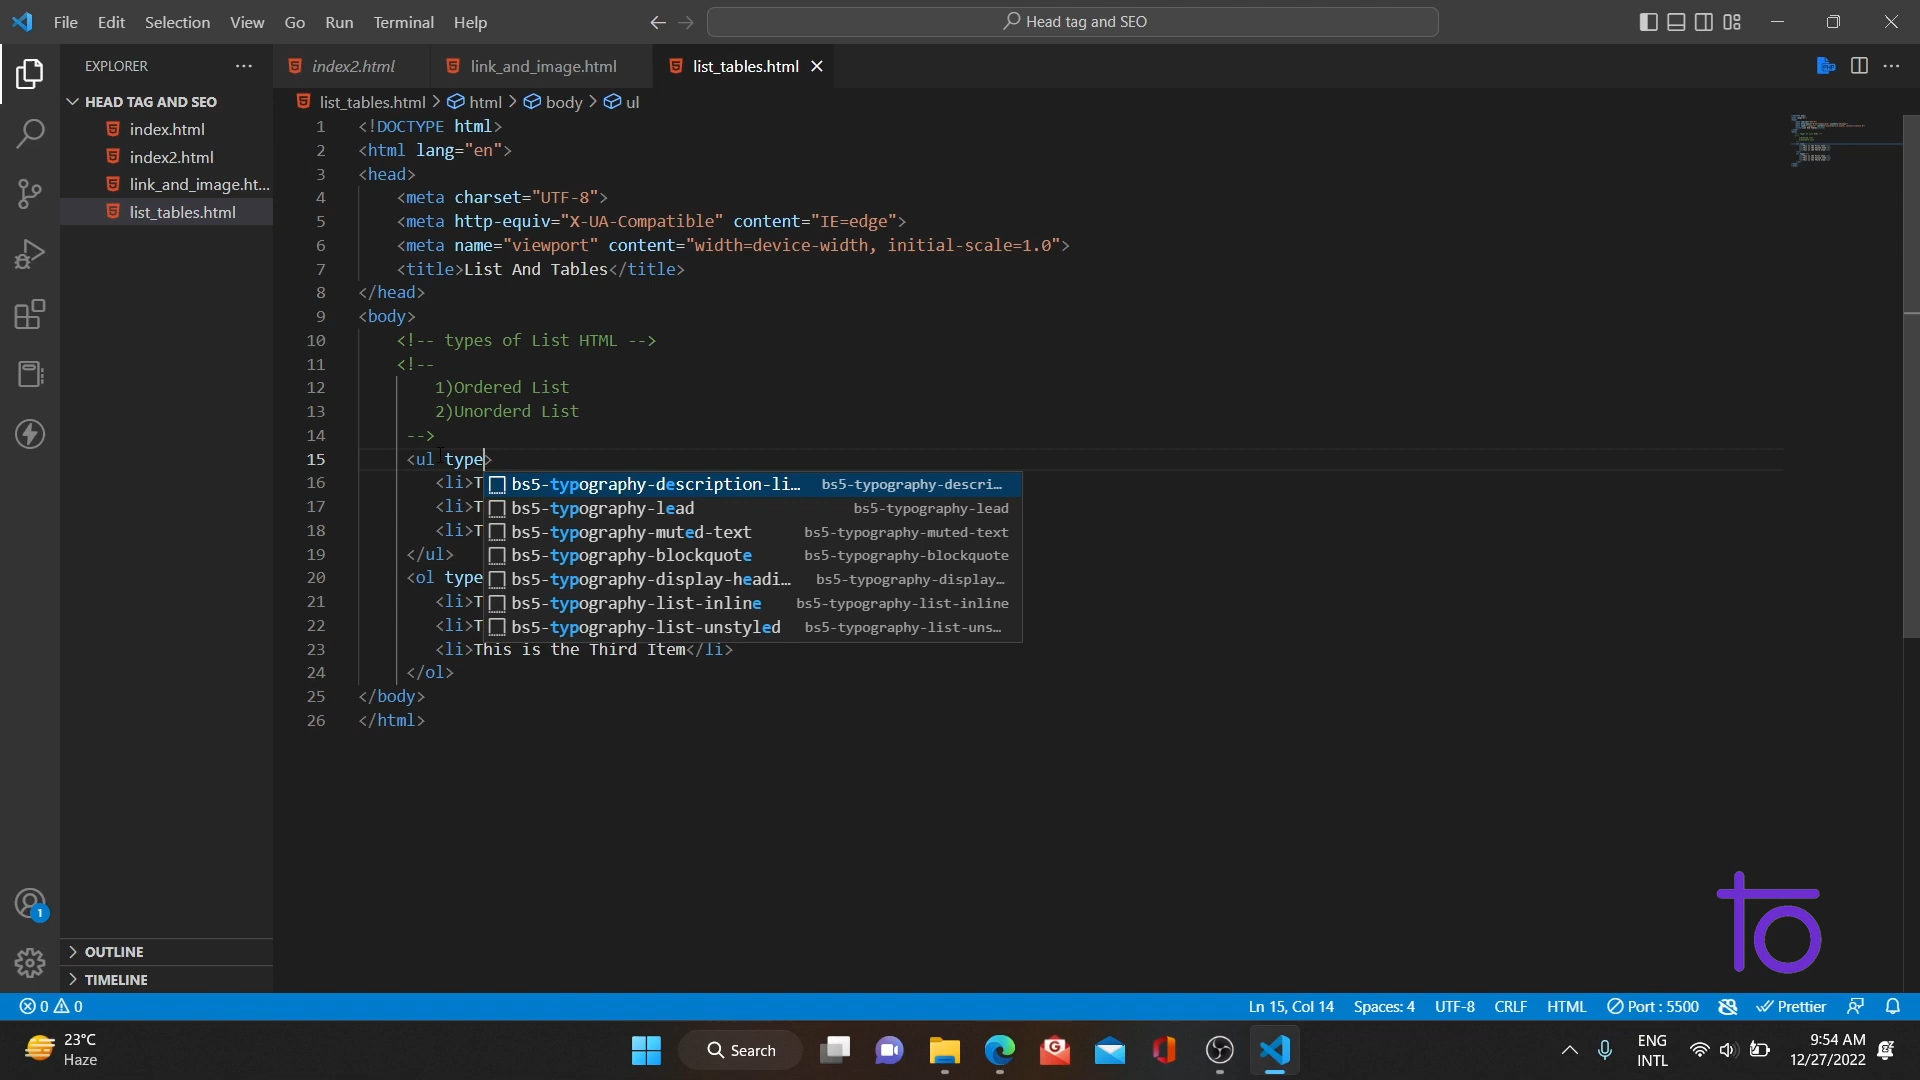 File Edit Selection View Go Run Terminal Help
Head tag and SEO
EXPLORER
index2.html
link_and_image.html
list_tables.html
HEAD TAG AND SEO
index.html
index2.html
link_and_image.ht...
list_tables.html
OUTLINE
TIMELINE
list_tables.html > html > body > ul
1 <!DOCTYPE html>
2 <html lang="en">
3 <head>
4 <meta charset="UTF-8">
5 <meta http-equiv="X-UA-Compatible" content="IE=edge">
6 <meta name="viewport" content="width=device-width, initial-scale=1.0">
7 <title>List And Tables</title>
8 </head>
9 <body>
10 <!-- types of List HTML -->
11 <!--
12 1)Ordered List
13 2)Unorderd List
14 -->
15 <ul type>
16 <li>T
17 <li>T
18 <li>T
19 </ul>
20 <ol type
21 <li>T
22 <li>T
23 <li>This is the Third Item</li>
24 </ol>
25 </body>
26 </html>
bs5-typography-description-li... bs5-typography-descri...
bs5-typography-lead bs5-typography-lead
bs5-typography-muted-text bs5-typography-muted-text
bs5-typography-blockquote bs5-typography-blockquote
bs5-typography-display-headi... bs5-typography-display...
bs5-typography-list-inline bs5-typography-list-inline
bs5-typography-list-unstyled bs5-typography-list-uns...
1
to
0 0
Ln 15, Col 14 Spaces: 4 UTF-8 CRLF HTML Port : 5500 Prettier
23°C
Haze
Search
ENG
INTL
9:54 AM
12/27/2022